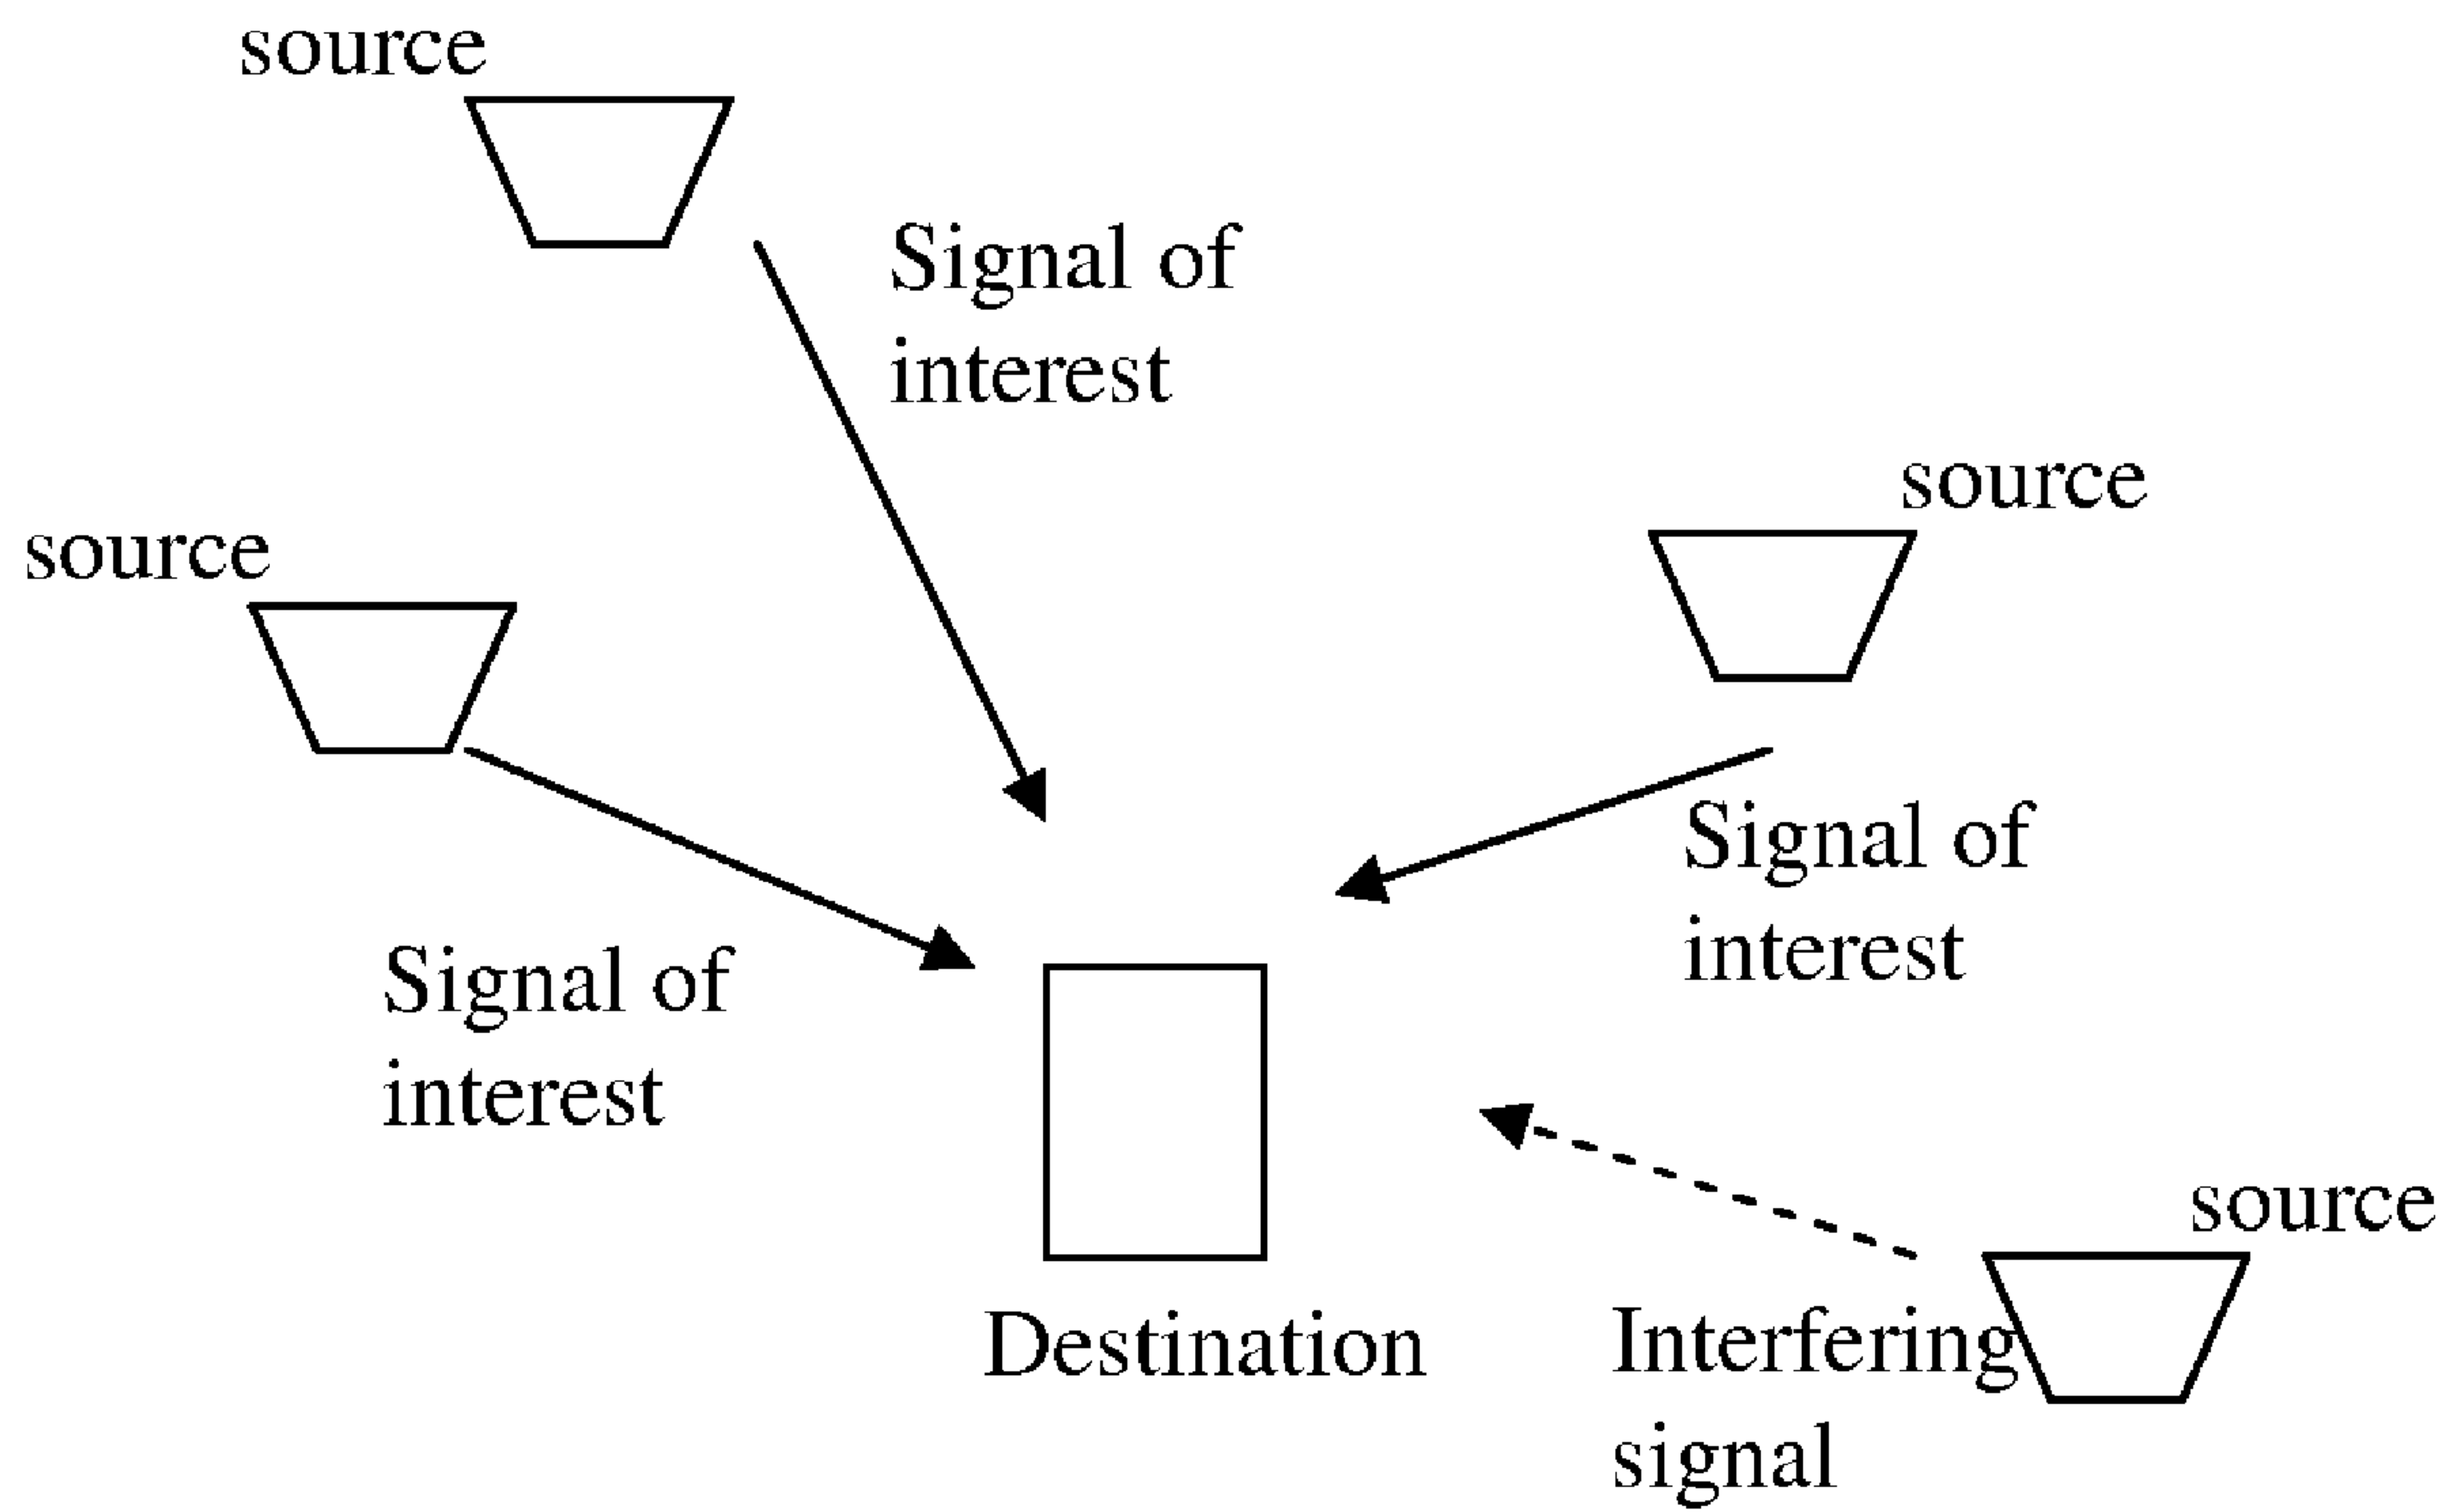 source
Signal of
interest
source
source
Signal of
interest
Signal of
interest
source
Destination
Interfering
signal